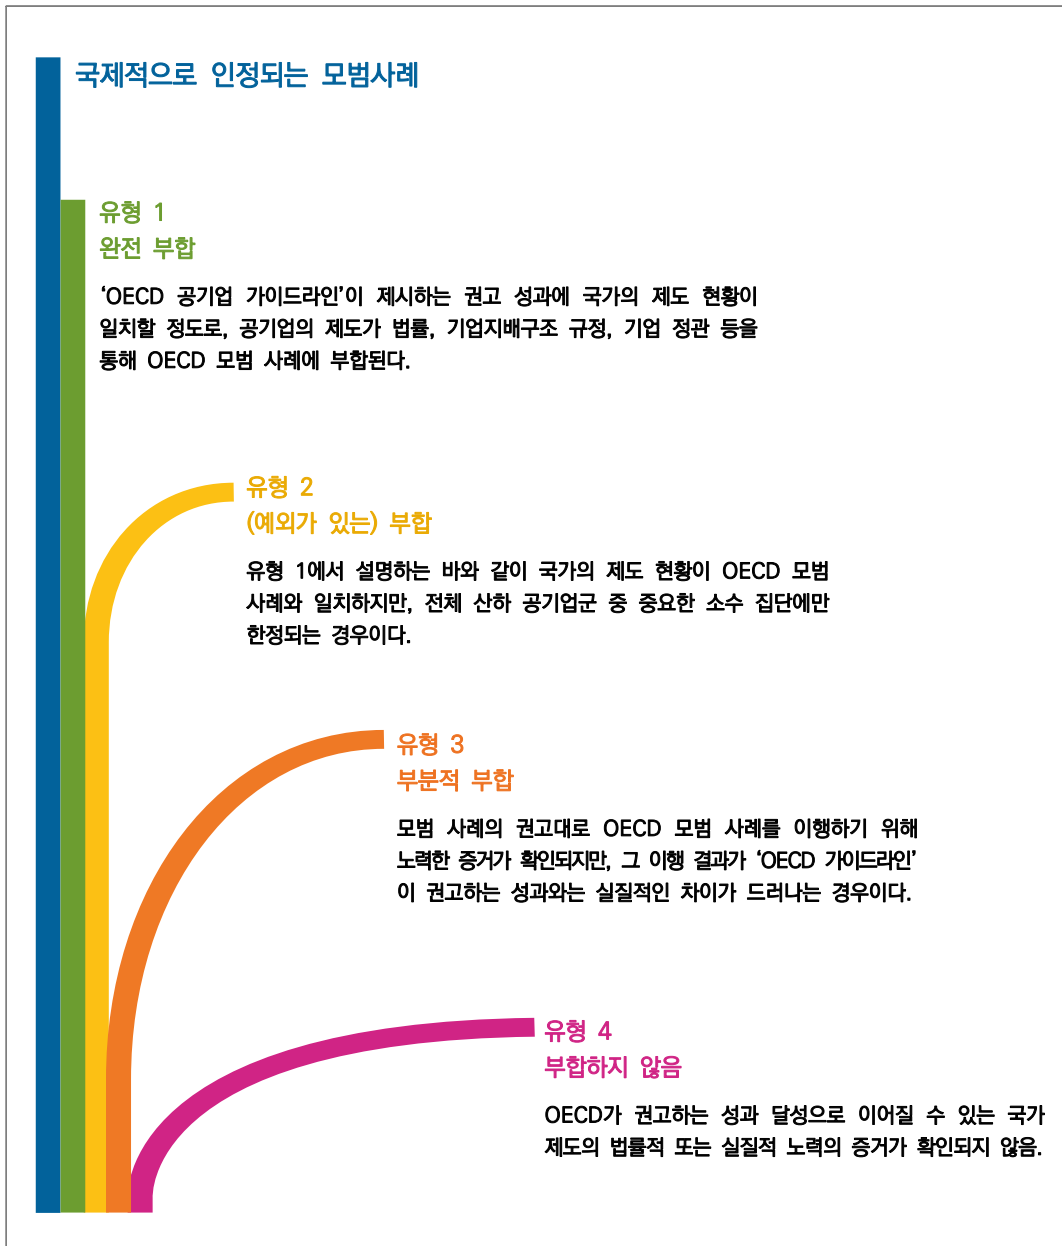 국제적으로 인정되는 모범사례
유형 1
완전 부합
‘OECD 공기업 가이드라인’이 제시하는 권고 성과에 국가의 제도 현황이
일치할 정도로, 공기업의 제도가 법률, 기업지배구조 규정, 기업 정관 등을
통해 OECD 모범 사례에 부합된다.
유형 2
(예외가 있는) 부합
유형 1에서 설명하는 바와 같이 국가의 제도 현황이 OECD 모범
사례와 일치하지만, 전체 산하 공기업군 중 중요한 소수 집단에만
한정되는 경우이다.
유형 3
부분적 부합
모범 사례의 권고대로 OECD 모범 사례를 이행하기 위해
노력한 증거가 확인되지만, 그 이행 결과가 ‘OECD 가이드라인’
이 권고하는 성과와는 실질적인 차이가 드러나는 경우이다.
유형 4
부합하지 않음
OECD가 권고하는 성과 달성으로 이어질 수 있는 국가
제도의 법률적 또는 실질적 노력의 증거가 확인되지 않음.